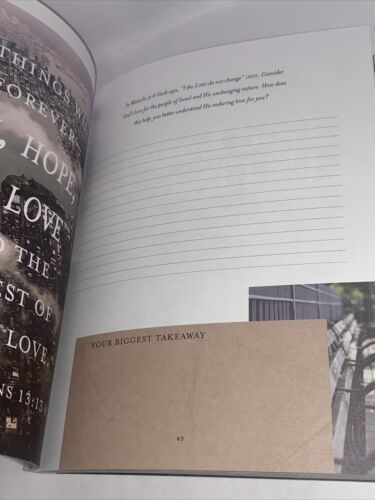 THINGS
FOREVER
HOPE,
LOVE
THE
EST OF
LOVE.
NS 13:13
In Malachi 3:6 God says, "I the LORD do not change" (NIV). Consider
God's love for the people of Israel and His unchanging nature. How does
this help you better understand His enduring love for you?
YOUR BIGGEST TAKEAWAY
45